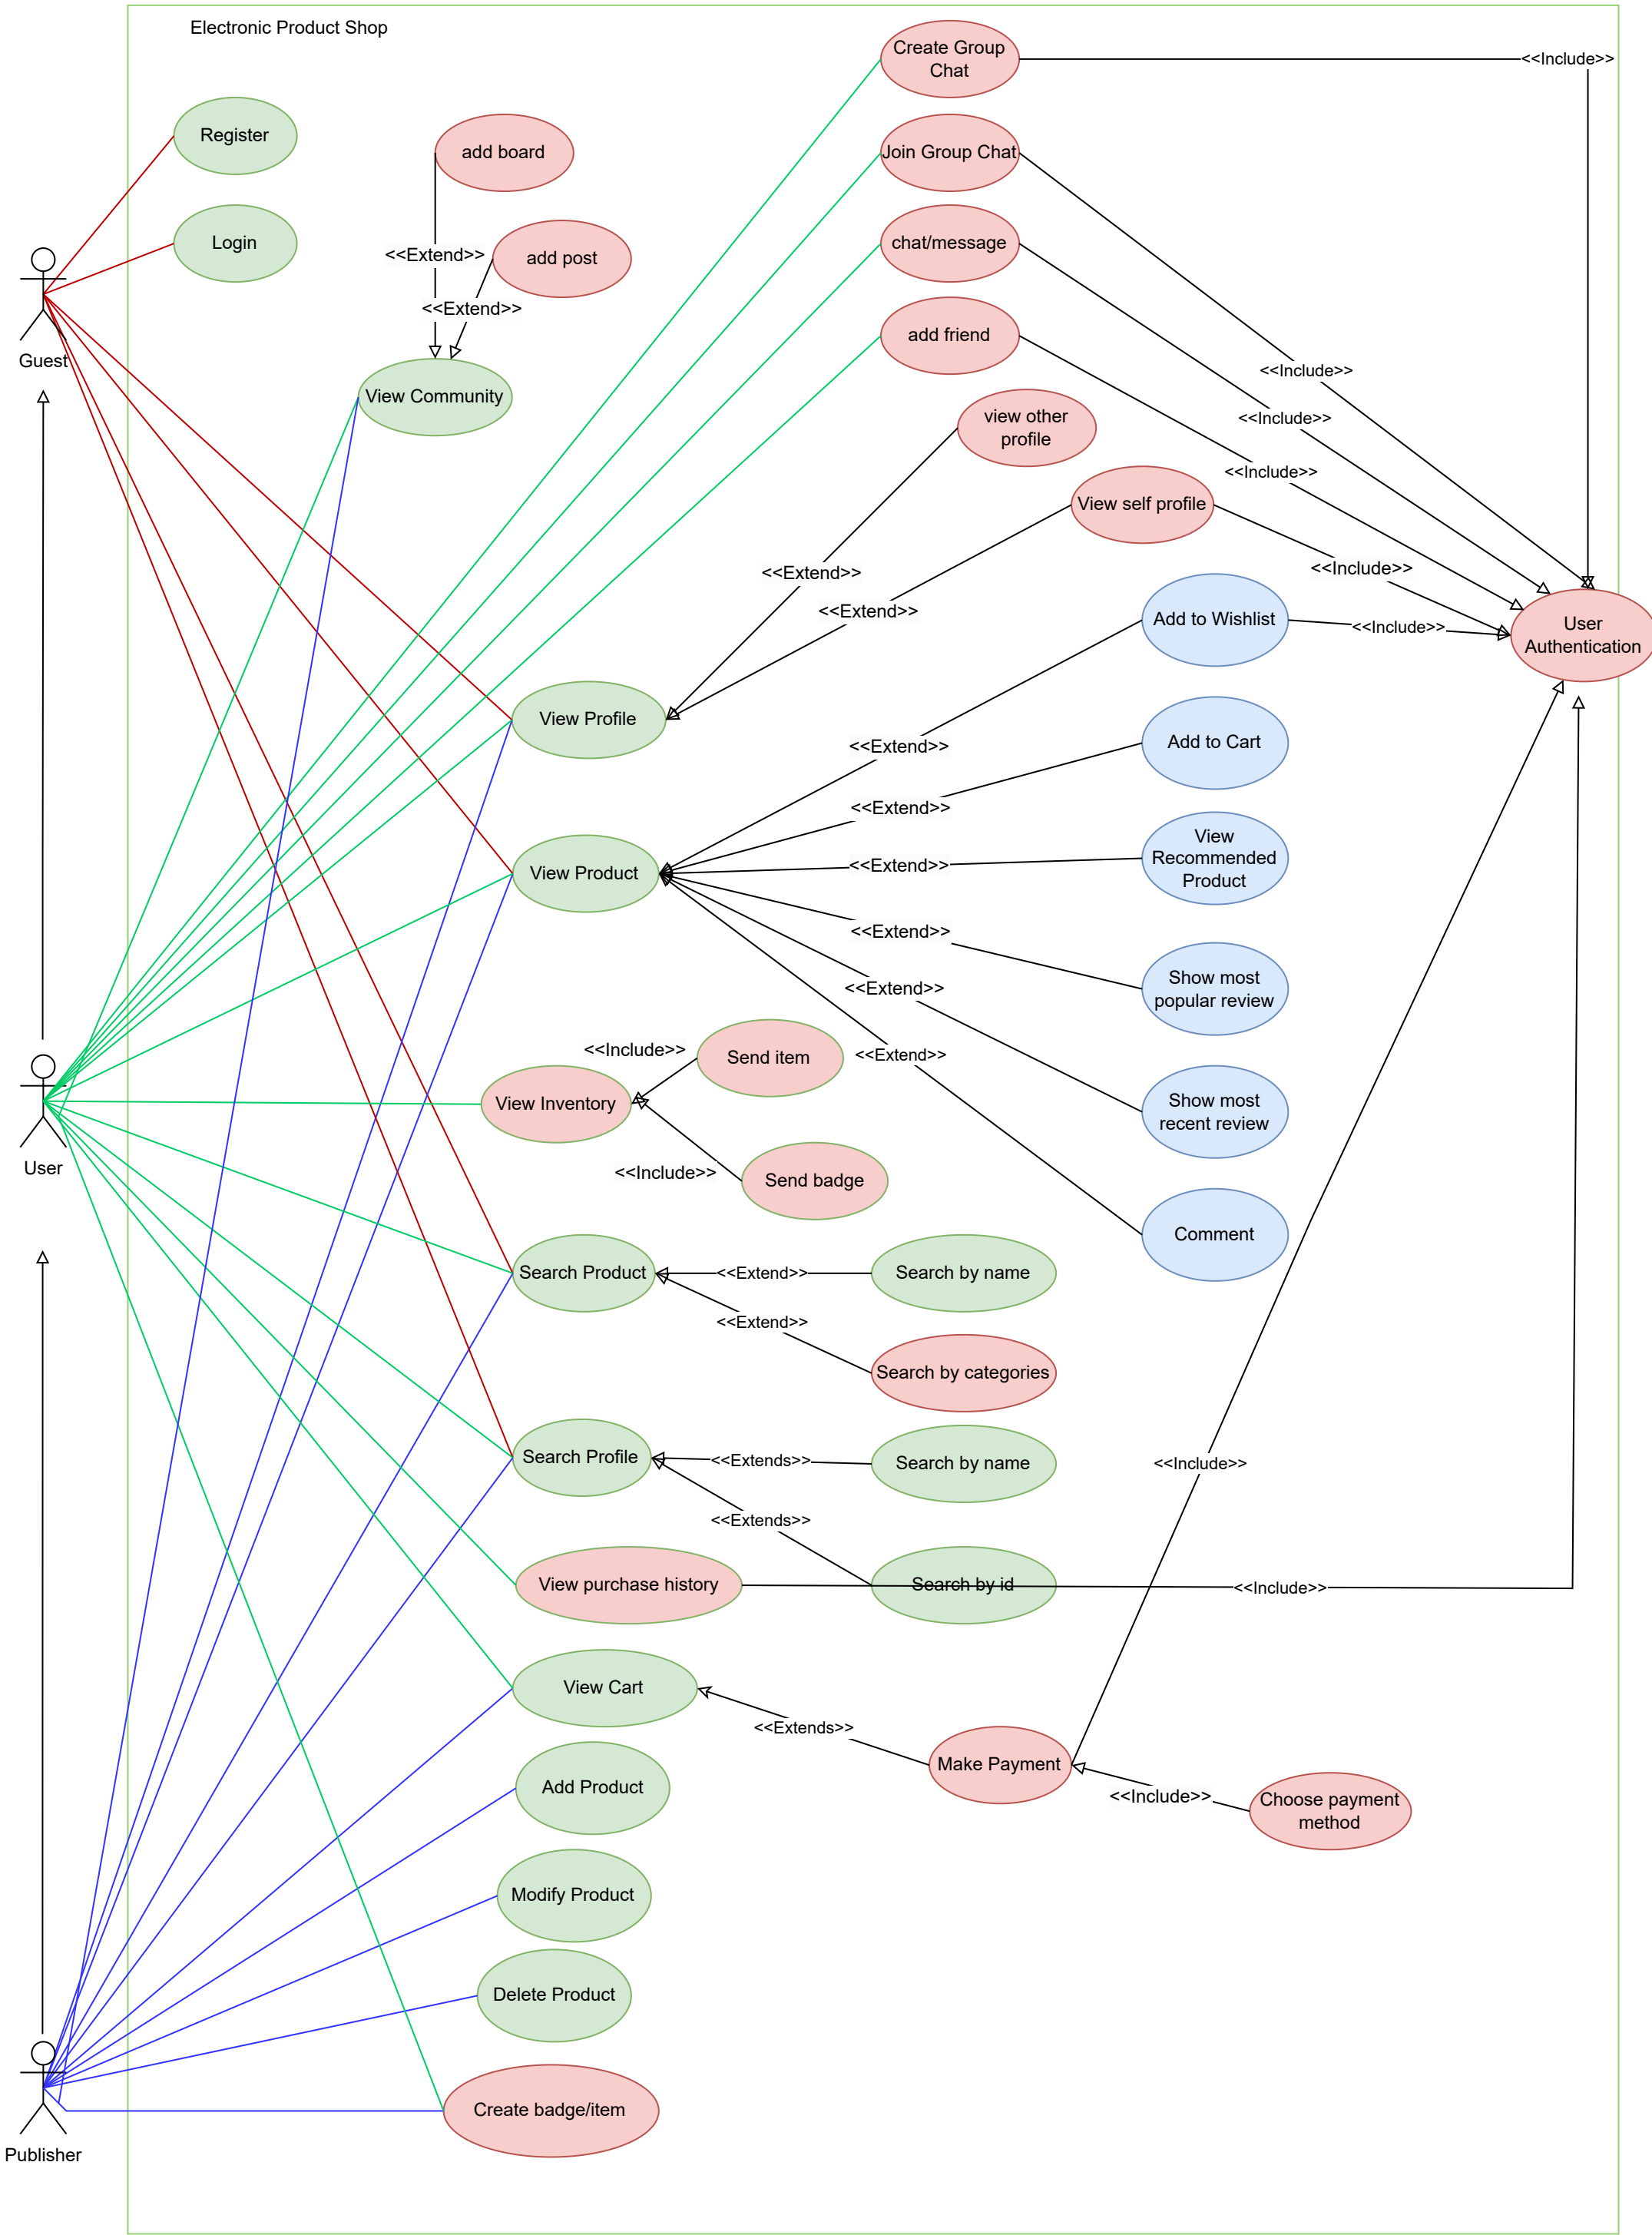 Electronic Product Shop
Create Group
Chat
<<Include>>
Register
add board
Join Group Chat
Login
<<Extend>>
add post
chat/message
<<Extend>>
add friend
Guest
<<Include>>
View Community
<<Include>>
view other
profile
<<Include>>
View self profile
<<Extend>>
<<Include>>
<<Extend>>
Add to Wishlist
<<Include>>
User
Authentication
View Profile
<<Extend>>
Add to Cart
<<Extend>>
View Product
<<Extend>>
View
Recommended
Product
<<Extend>>
Show most
popular review
<<Extend>>
<<Include>>
Send item
<<Extend>>
View Inventory
Show most
recent review
User
<<Include>>
Send badge
Comment
Search Product
<<Extend>>
Search by name
<<Extend>>
Search by categories
Search Profile
<<Extends>>
Search by name
<<Include>>
<<Extends>>
View purchase history
Search by id
<<Include>>
View Cart
<<Extends>>
Make Payment
Add Product
<<Include>>
Choose payment
method
Modify Product
Delete Product
Create badge/item
Publisher